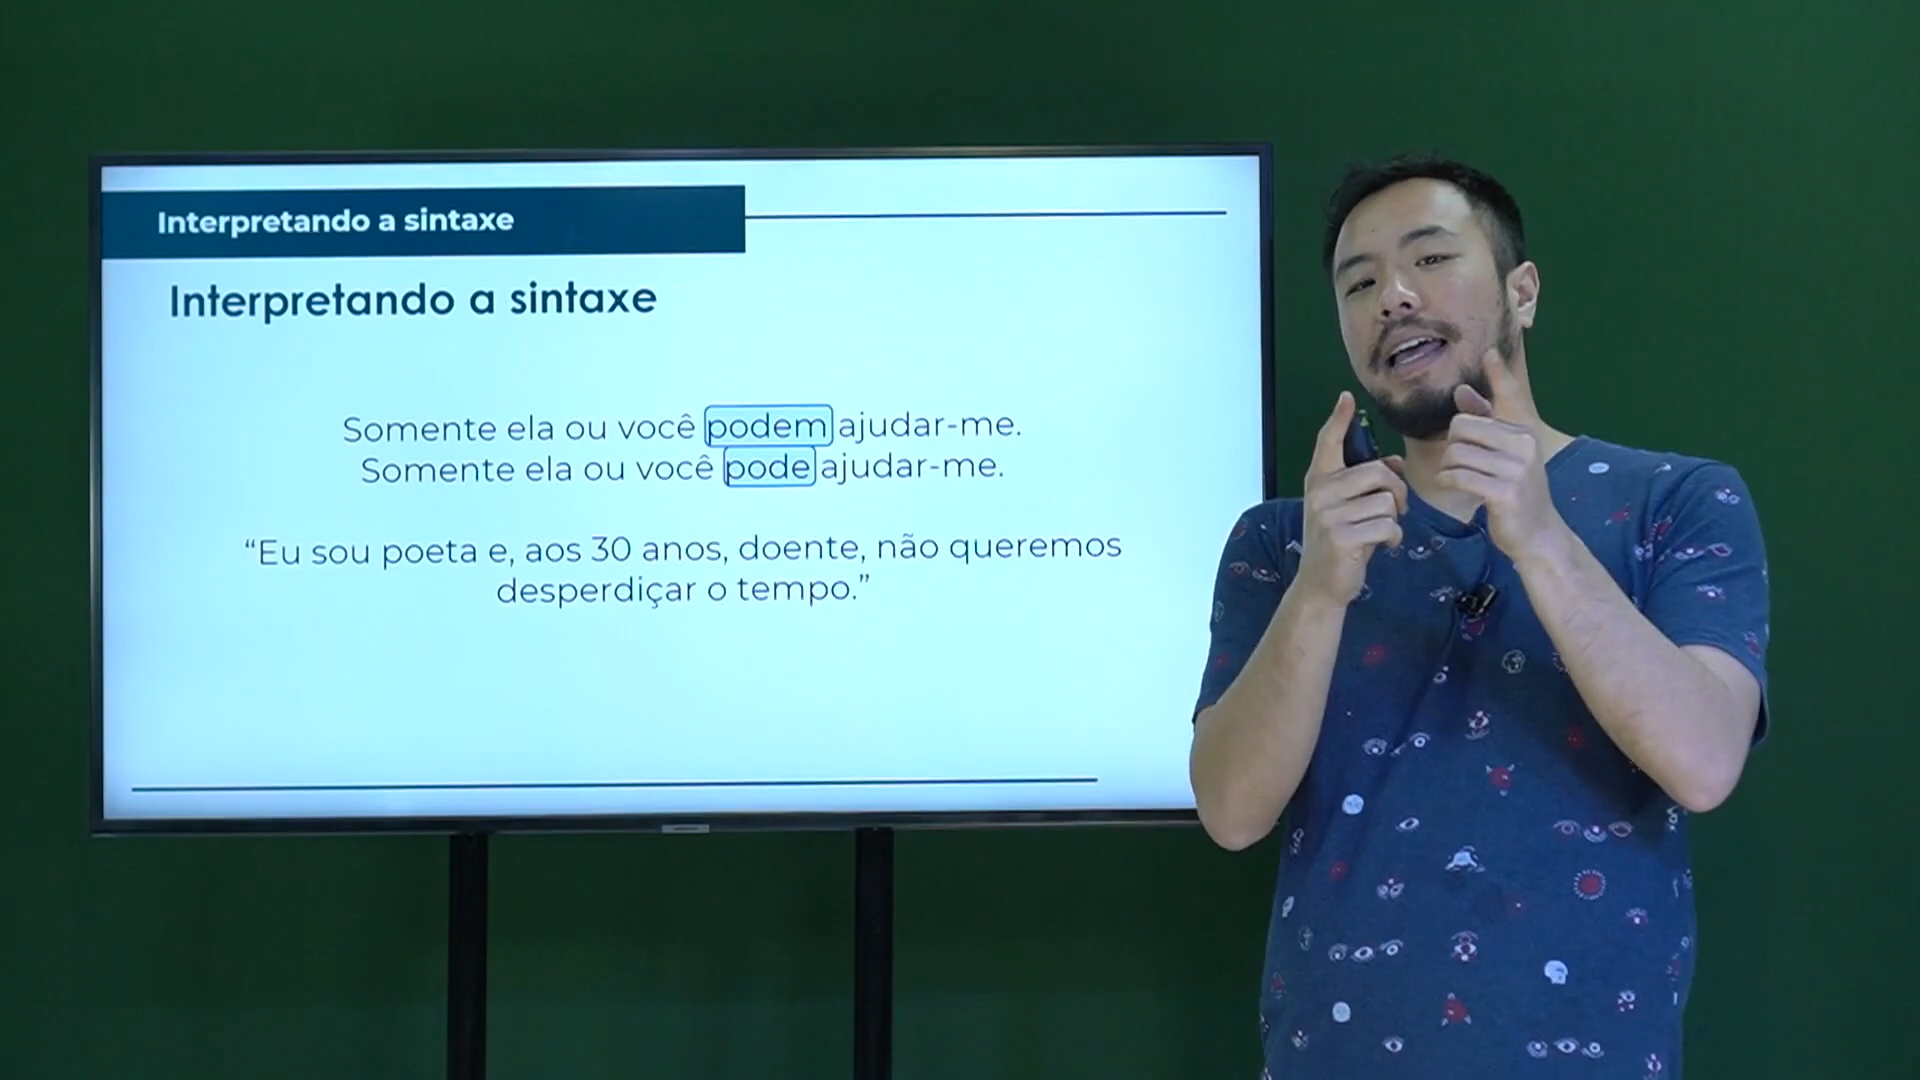 Interpretando a sintaxe
Interpretando a sintaxe
Somente ela ou você podem ajudar-me.
Somente ela ou você pode ajudar-me.
“Eu sou poeta e, aos 30 anos, doente, não queremos
desperdiçar o tempo.”